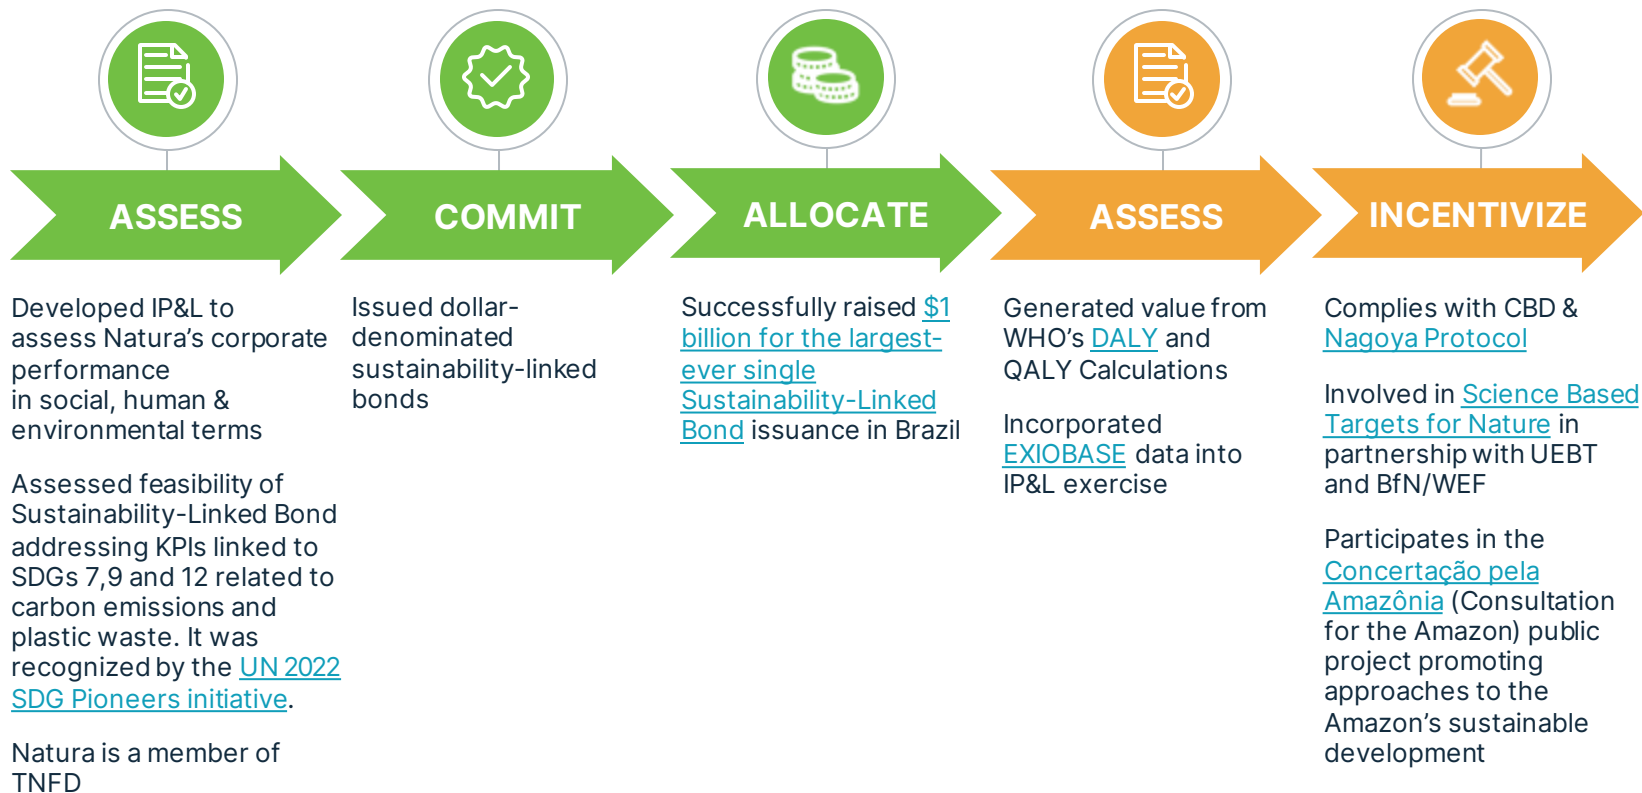 ASSESS
Developed IP&L to
assess Natura's corporate
performance
in social, human &
environmental terms
Assessed feasibility of
Sustainability-Linked Bond
addressing KPIs linked to
SDGs 7,9 and 12 related to
carbon emissions and
plastic waste. It was
recognized by the UN 2022
SDG Pioneers initiative.
Natura is a member of
TNFD
COMMIT
Issued dollar-
denominated
sustainability-linked
bonds
ALLOCATE
Successfully raised $1
billion for the largest-
ever single
Sustainability-Linked
Bond issuance in Brazil
ASSESS
Generated value from
WHO's DALY and
QALY Calculations
Incorporated
EXIOBASE data into
IP&L exercise
INCENTIVIZE
Complies with CBD &
Nagoya Protocol
Involved in Science Based
Targets for Nature in
partnership with UEBT
and BfN/WEF
Participates in the
Concertação pela
Amazônia (Consultation
for the Amazon) public
project promoting
approaches to the
Amazon's sustainable
development